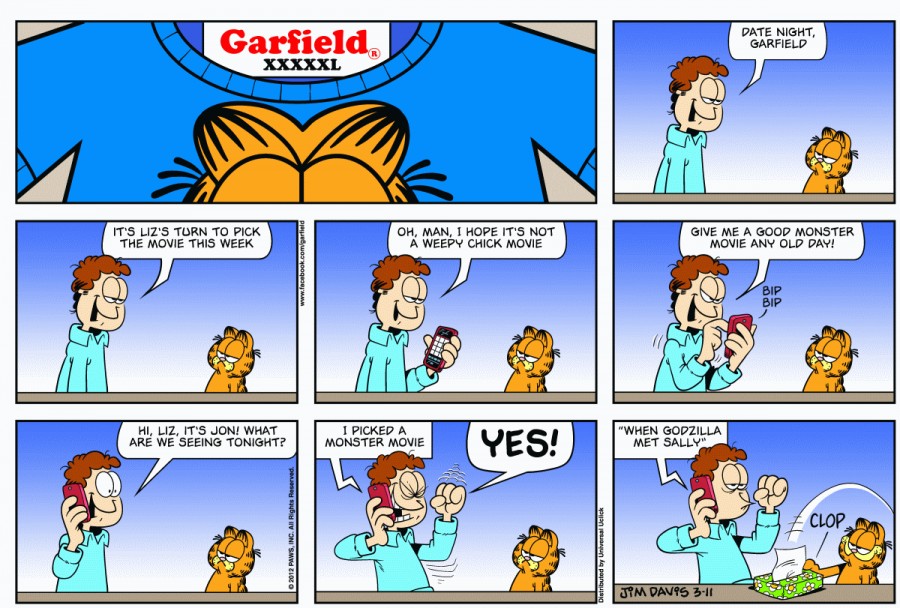 Garfield®
XXXXXL
DATE NIGHT,
GARFIELD
IT'S LIZ'S TURN TO PICK
THE MOVIE THIS WEEK
www.facebook.com/garfield
OH, MAN, I HOPE IT'S NOT
A WEEPY CHICK MOVIE
GIVE ME A GOOD MONSTER
MOVIE ANY OLD DAY!
BIP
BIP
HI, LIZ, IT'S JON! WHAT
ARE WE SEEING TONIGHT?
© 2012 PAWS, INC. All Rights Reserved.
I PICKED A
MONSTER MOVIE
YES!
Distributed by Universal Uclick
"WHEN GODZILLA
MET SALLY"
CLOP
JIM DAVIS 3-11